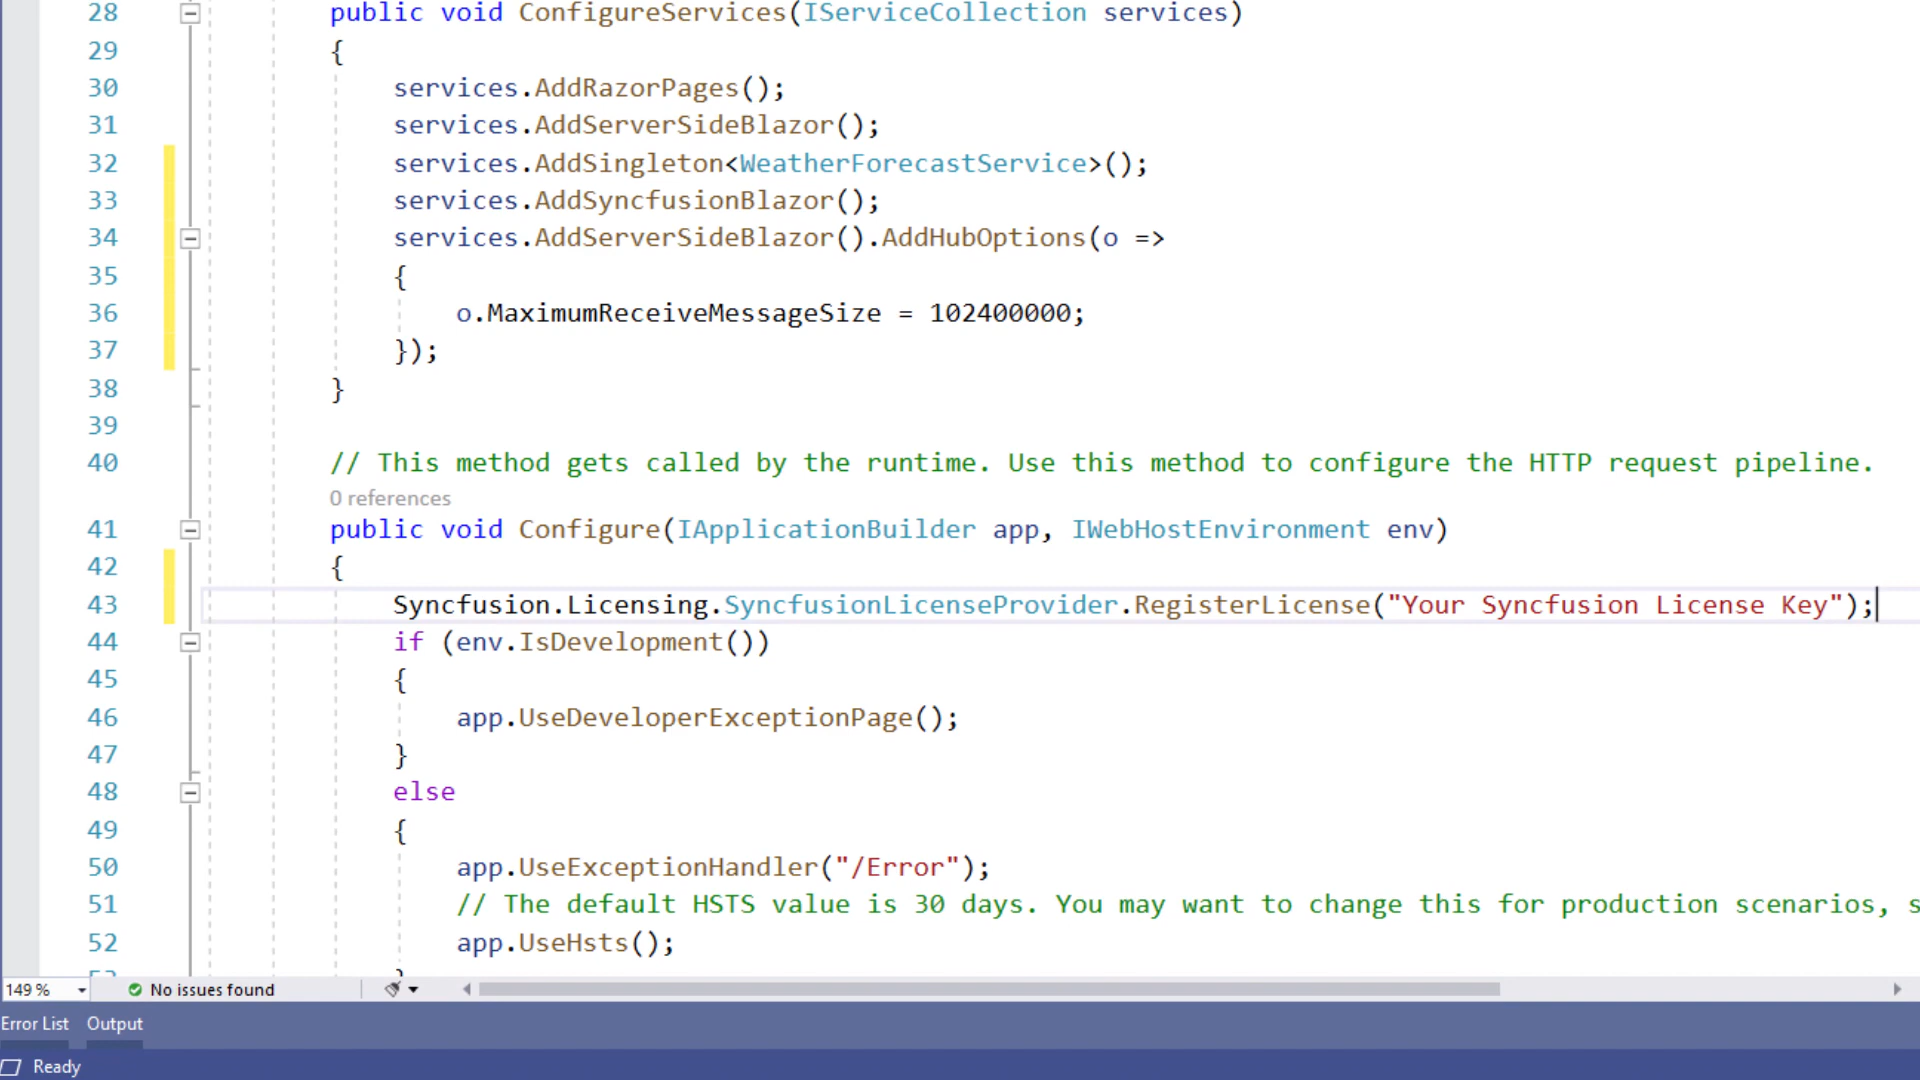 28 public void ConfigureServices(IServiceCollection services)
29 {
30 services.AddRazorPages();
31 services.AddServerSideBlazor();
32 services.AddSingleton<WeatherForecastService>();
33 services.AddSyncfusionBlazor();
34 services.AddServerSideBlazor().AddHubOptions(o =>
35 {
36 o.MaximumReceiveMessageSize = 102400000;
37 });
38 }
39
40 // This method gets called by the runtime. Use this method to configure the HTTP request pipeline.
0 references
41 public void Configure(IApplicationBuilder app, IWebHostEnvironment env)
42 {
43 Syncfusion.Licensing.SyncfusionLicenseProvider.RegisterLicense("Your Syncfusion License Key");
44 if (env.IsDevelopment())
45 {
46 app.UseDeveloperExceptionPage();
47 }
48 else
49 {
50 app.UseExceptionHandler("/Error");
51 // The default HSTS value is 30 days. You may want to change this for production scenarios, s
52 app.UseHsts();
149 % No issues found
Error List Output
Ready